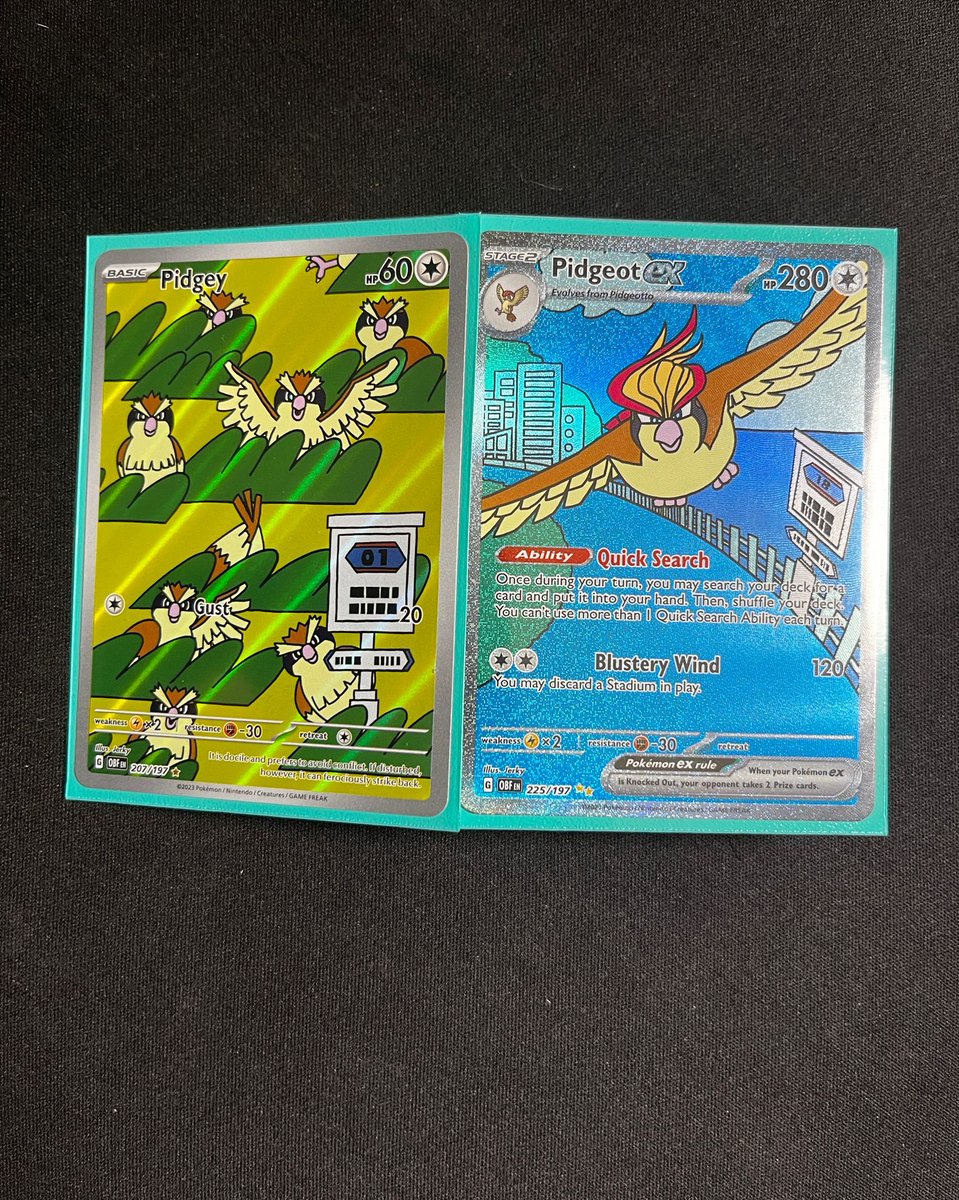 BASIC
Pidgey
HP 60
01
Gust
20
weakness ×2 resistance -30 retreat
Illus. Jerky
G OBF EN 207/197
It is docile and prefers to avoid conflict. If disturbed,
however, it can ferociously strike back.
©2023 Pokémon / Nintendo / Creatures / GAME FREAK
STAGE 2
Pidgeot ex
HP 280
Evolves from Pidgeotto
Ability Quick Search
Once during your turn, you may search your deck for a
card and put it into your hand. Then, shuffle your deck.
You can't use more than 1 Quick Search Ability each turn.
Blustery Wind 120
You may discard a Stadium in play.
weakness ×2 resistance -30 retreat
Pokémon ex rule
When your Pokémon ex
is Knocked Out, your opponent takes 2 Prize cards.
Illus. Jerky
G OBF EN 225/197